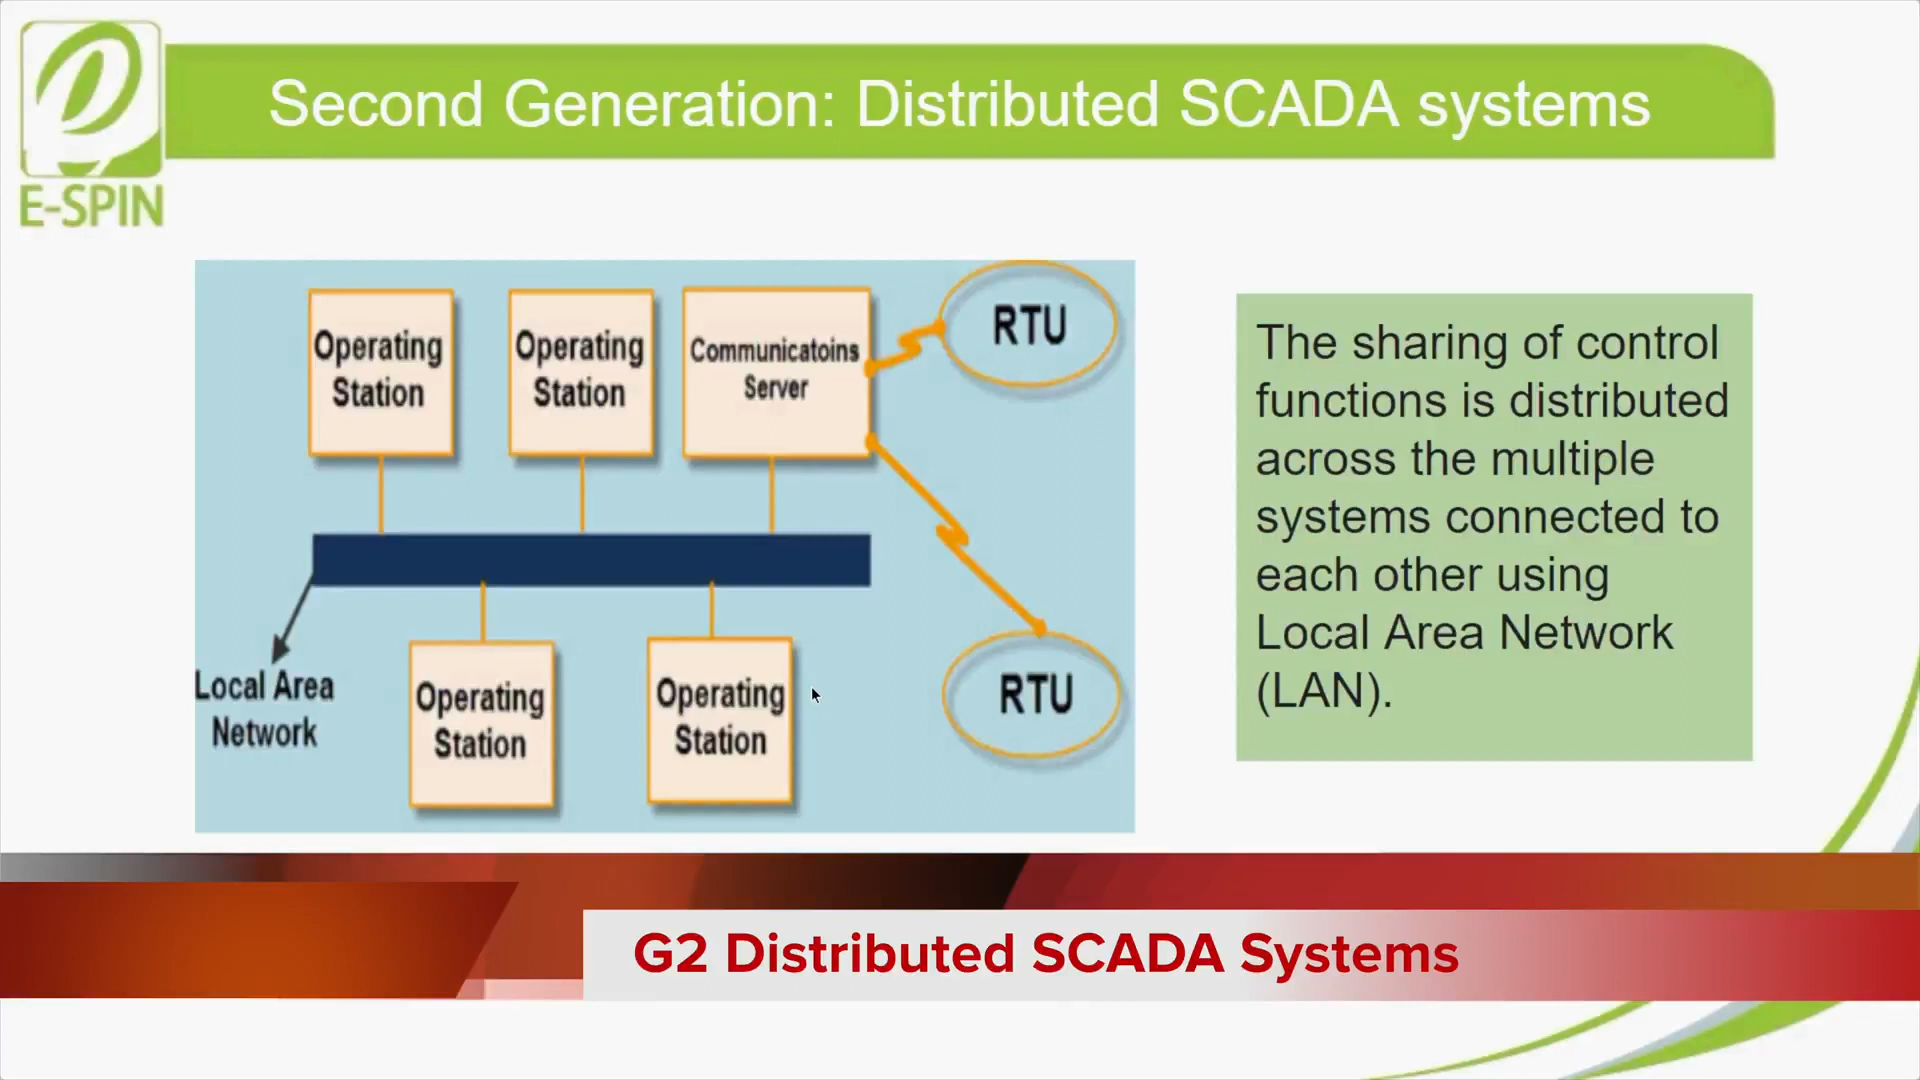 Second Generation: Distributed SCADA systems
E-SPIN
Operating
Station
Operating
Station
Communicatoins
Server
RTU
Local Area
Network
Operating
Station
Operating
Station
RTU
The sharing of control
functions is distributed
across the multiple
systems connected to
each other using
Local Area Network
(LAN).
G2 Distributed SCADA Systems